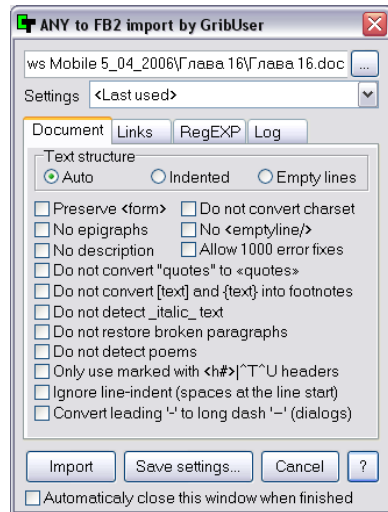 ANY to FB2 import by GribUser
ws Mobile 5_04_2006\Глава 16\Глава 16.doc ...
Settings <Last used>
Document Links RegEXP Log
Text structure
Auto Indented Empty lines
Preserve <form> Do not convert charset
No epigraphs No <emptyline/>
No description Allow 1000 error fixes
Do not convert "quotes" to «quotes»
Do not convert [text] and {text} into footnotes
Do not detect _italic_ text
Do not restore broken paragraphs
Do not detect poems
Only use marked with <h#>|^T^U headers
Ignore line-indent (spaces at the line start)
Convert leading '-' to long dash '–' (dialogs)
Import Save settings... Cancel ?
Automaticaly close this window when finished